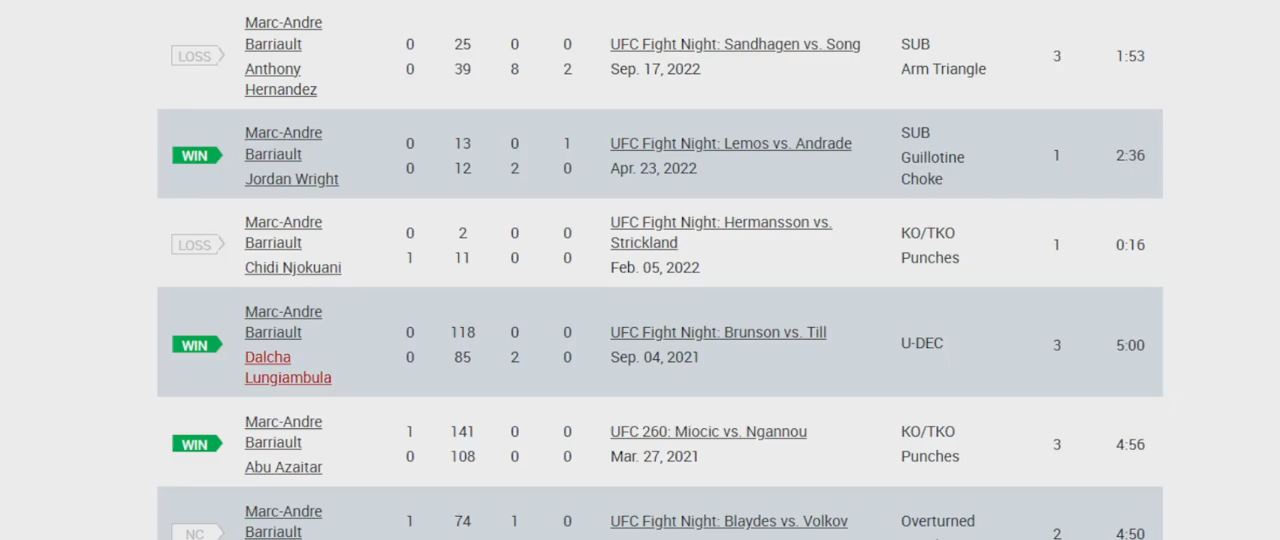 LOSS
Marc-Andre
Barriault
Anthony
Hernandez
0 25 0 0
0 39 8 2
UFC Fight Night: Sandhagen vs. Song
Sep. 17, 2022
SUB
Arm Triangle
3
1:53
WIN
Marc-Andre
Barriault
Jordan Wright
0 13 0 1
0 12 2 0
UFC Fight Night: Lemos vs. Andrade
Apr. 23, 2022
SUB
Guillotine
Choke
1
2:36
LOSS
Marc-Andre
Barriault
Chidi Njokuani
0 2 0 0
1 11 0 0
UFC Fight Night: Hermansson vs.
Strickland
Feb. 05, 2022
KO/TKO
Punches
1
0:16
WIN
Marc-Andre
Barriault
Dalcha
Lungiambula
0 118 0 0
0 85 2 0
UFC Fight Night: Brunson vs. Till
Sep. 04, 2021
U-DEC
3
5:00
WIN
Marc-Andre
Barriault
Abu Azaitar
1 141 0 0
0 108 0 0
UFC 260: Miocic vs. Ngannou
Mar. 27, 2021
KO/TKO
Punches
3
4:56
NC
Marc-Andre
Barriault
1 74 1 0
UFC Fight Night: Blaydes vs. Volkov
Overturned
2
4:50